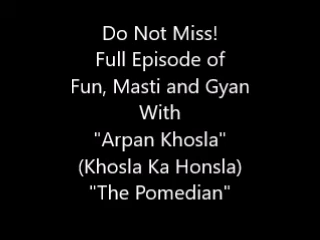 Do Not Miss!
Full Episode of
Fun, Masti and Gyan
With
"Arpan Khosla"
(Khosla Ka Honsla)
"The Pomedian"